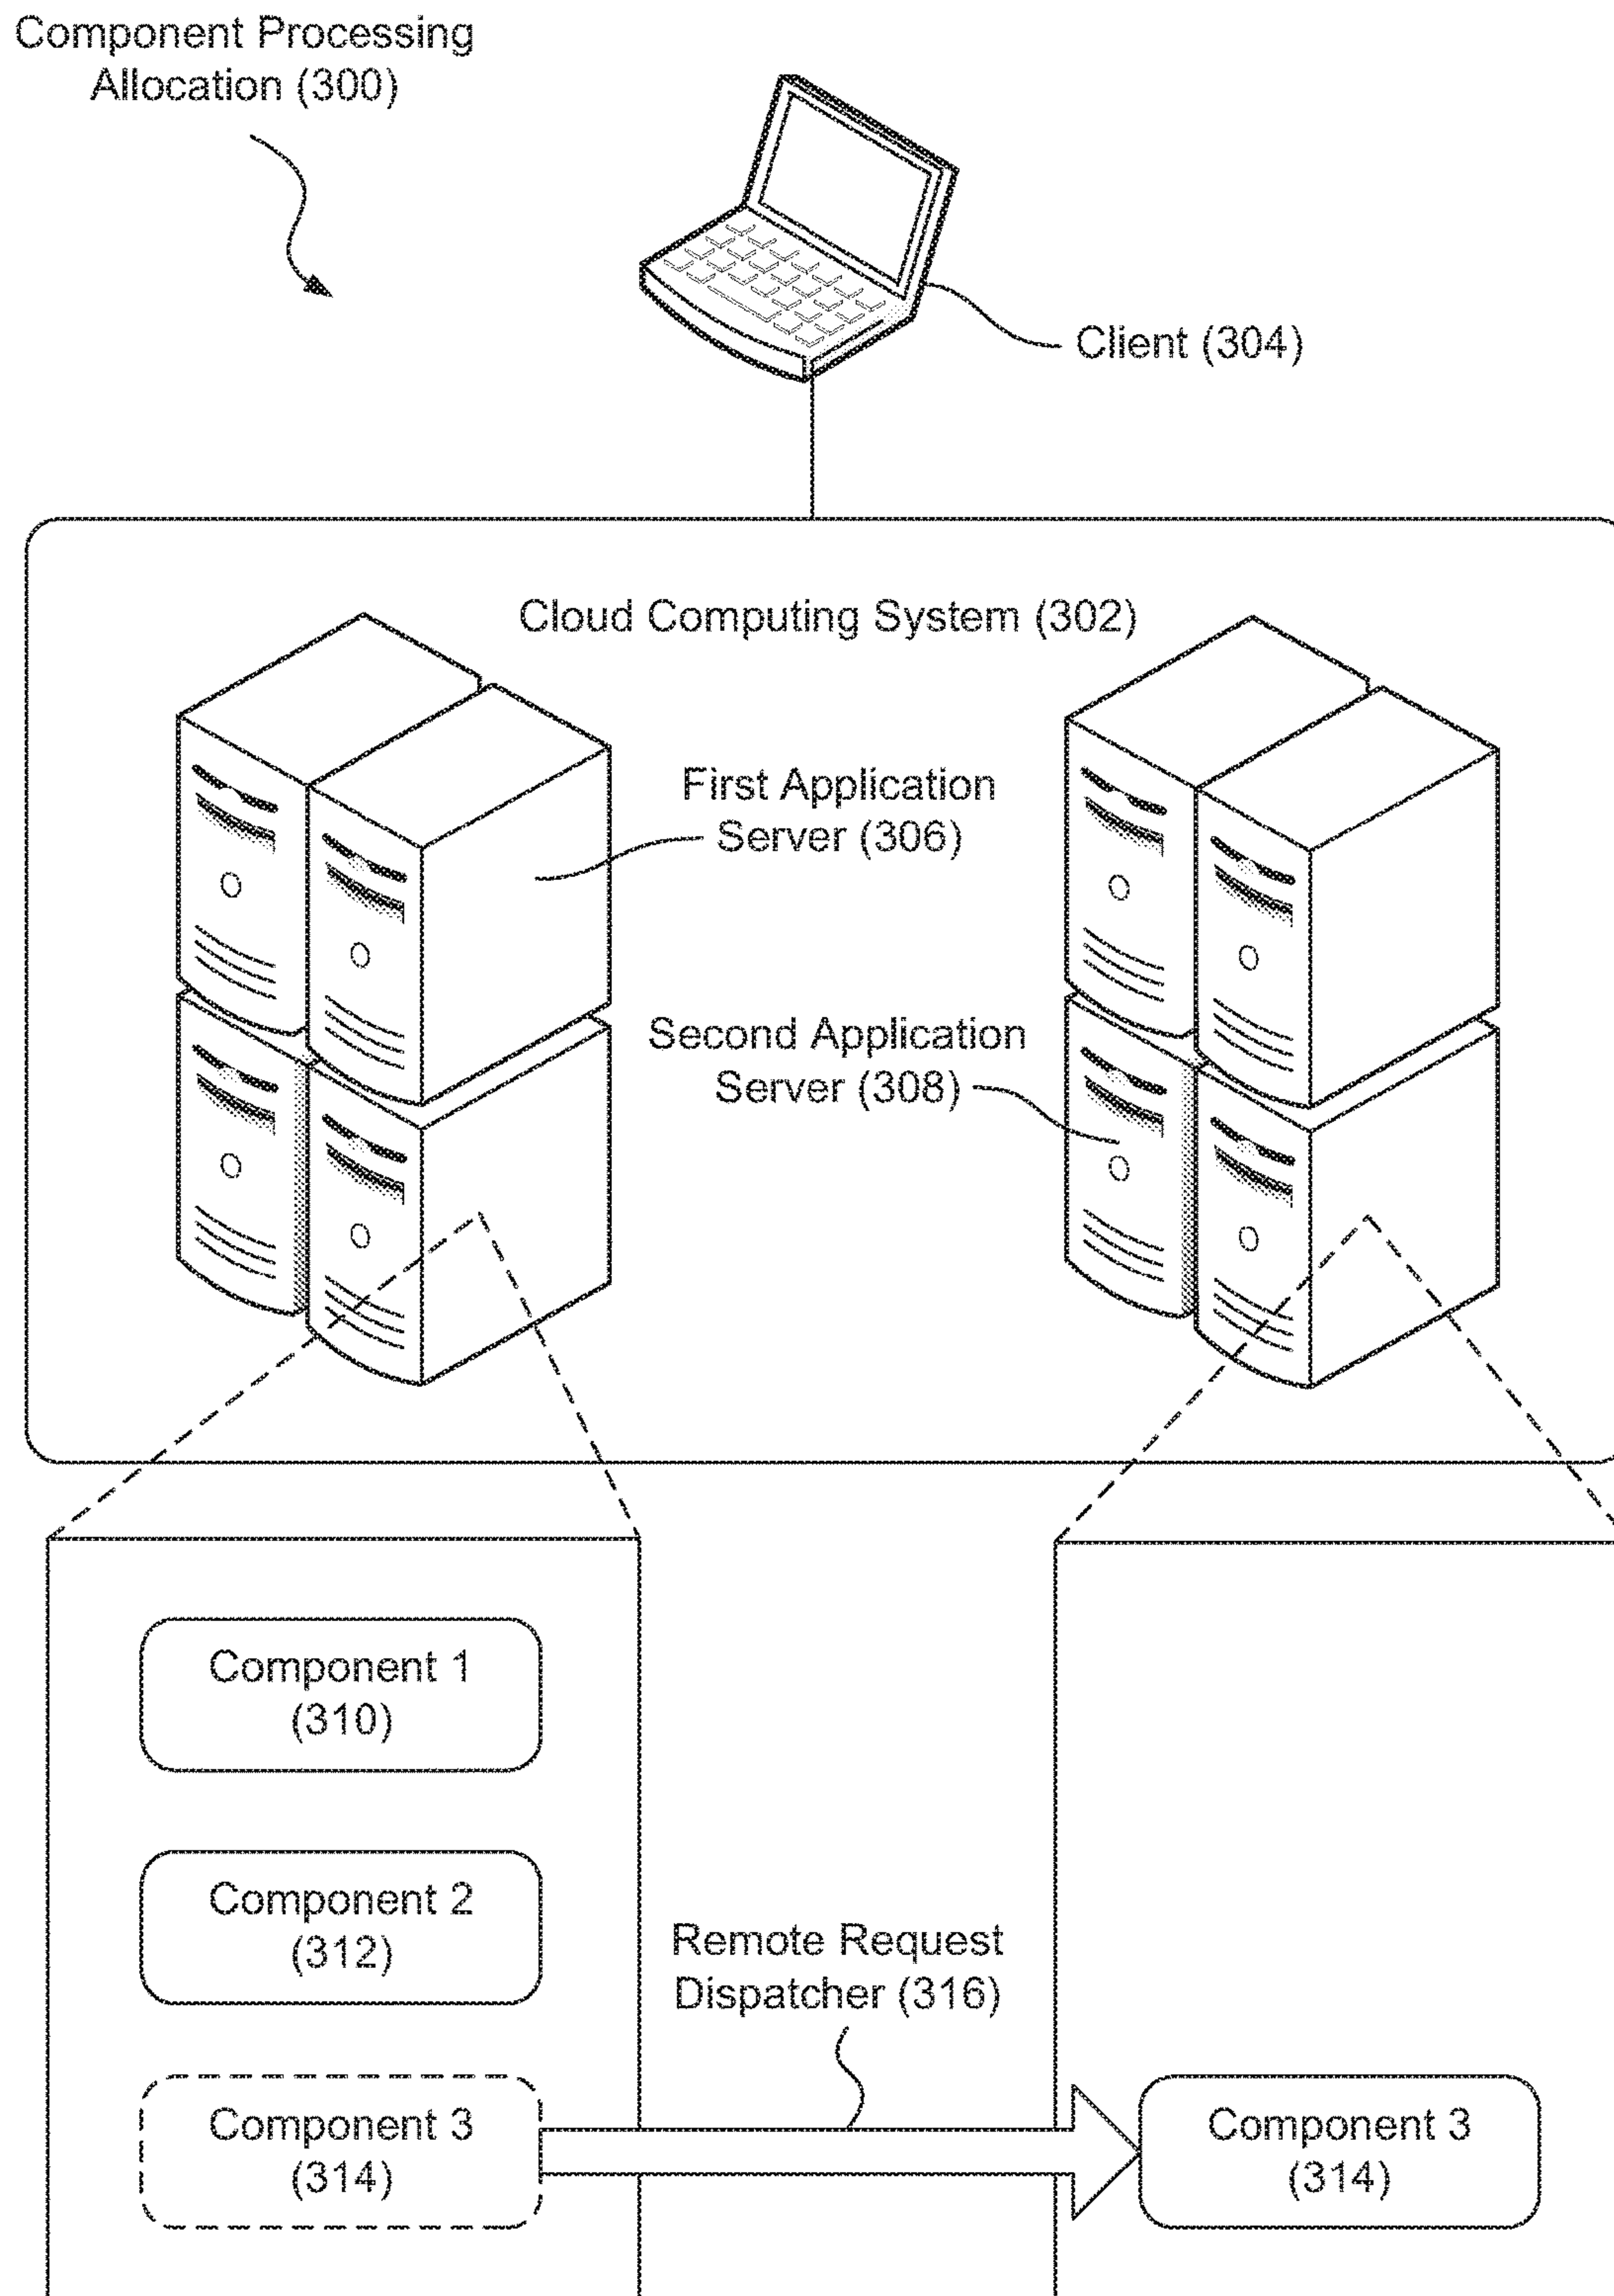 Component Processing
Allocation (300)
Client (304)
Cloud Computing System (302)
First Application
Server (306)
Second Application
Server (308)
Component 1
(310)
Component 2
(312)
Remote Request
Dispatcher (316)
Component 3
(314)
Component 3
(314)